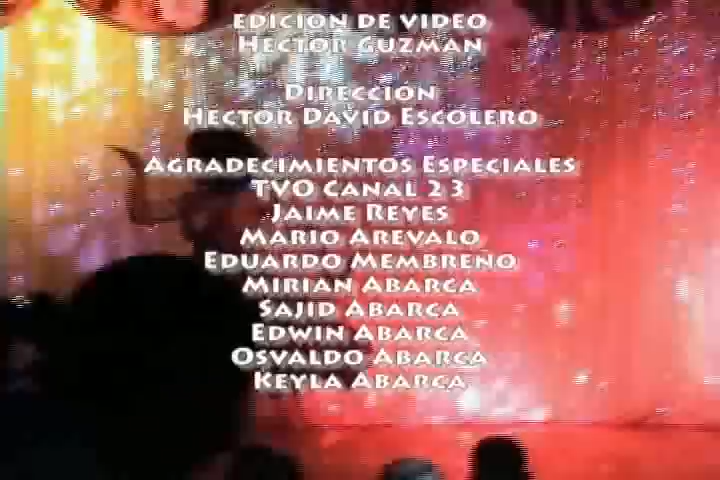 EDICION DE VIDEO
HECTOR GUZMAN
DIRECCIÓN
HECTOR DAVID ESCOLERO
AGRADECIMIENTOS ESPECIALES
TVO CANAL 23
JAIME REYES
MARIO AREVALO
EDUARDO MEMBREÑO
MIRIAN ABARCA
SAJID ABARCA
EDWIN ABARCA
OSVALDO ABARCA
KEYLA ABARCA